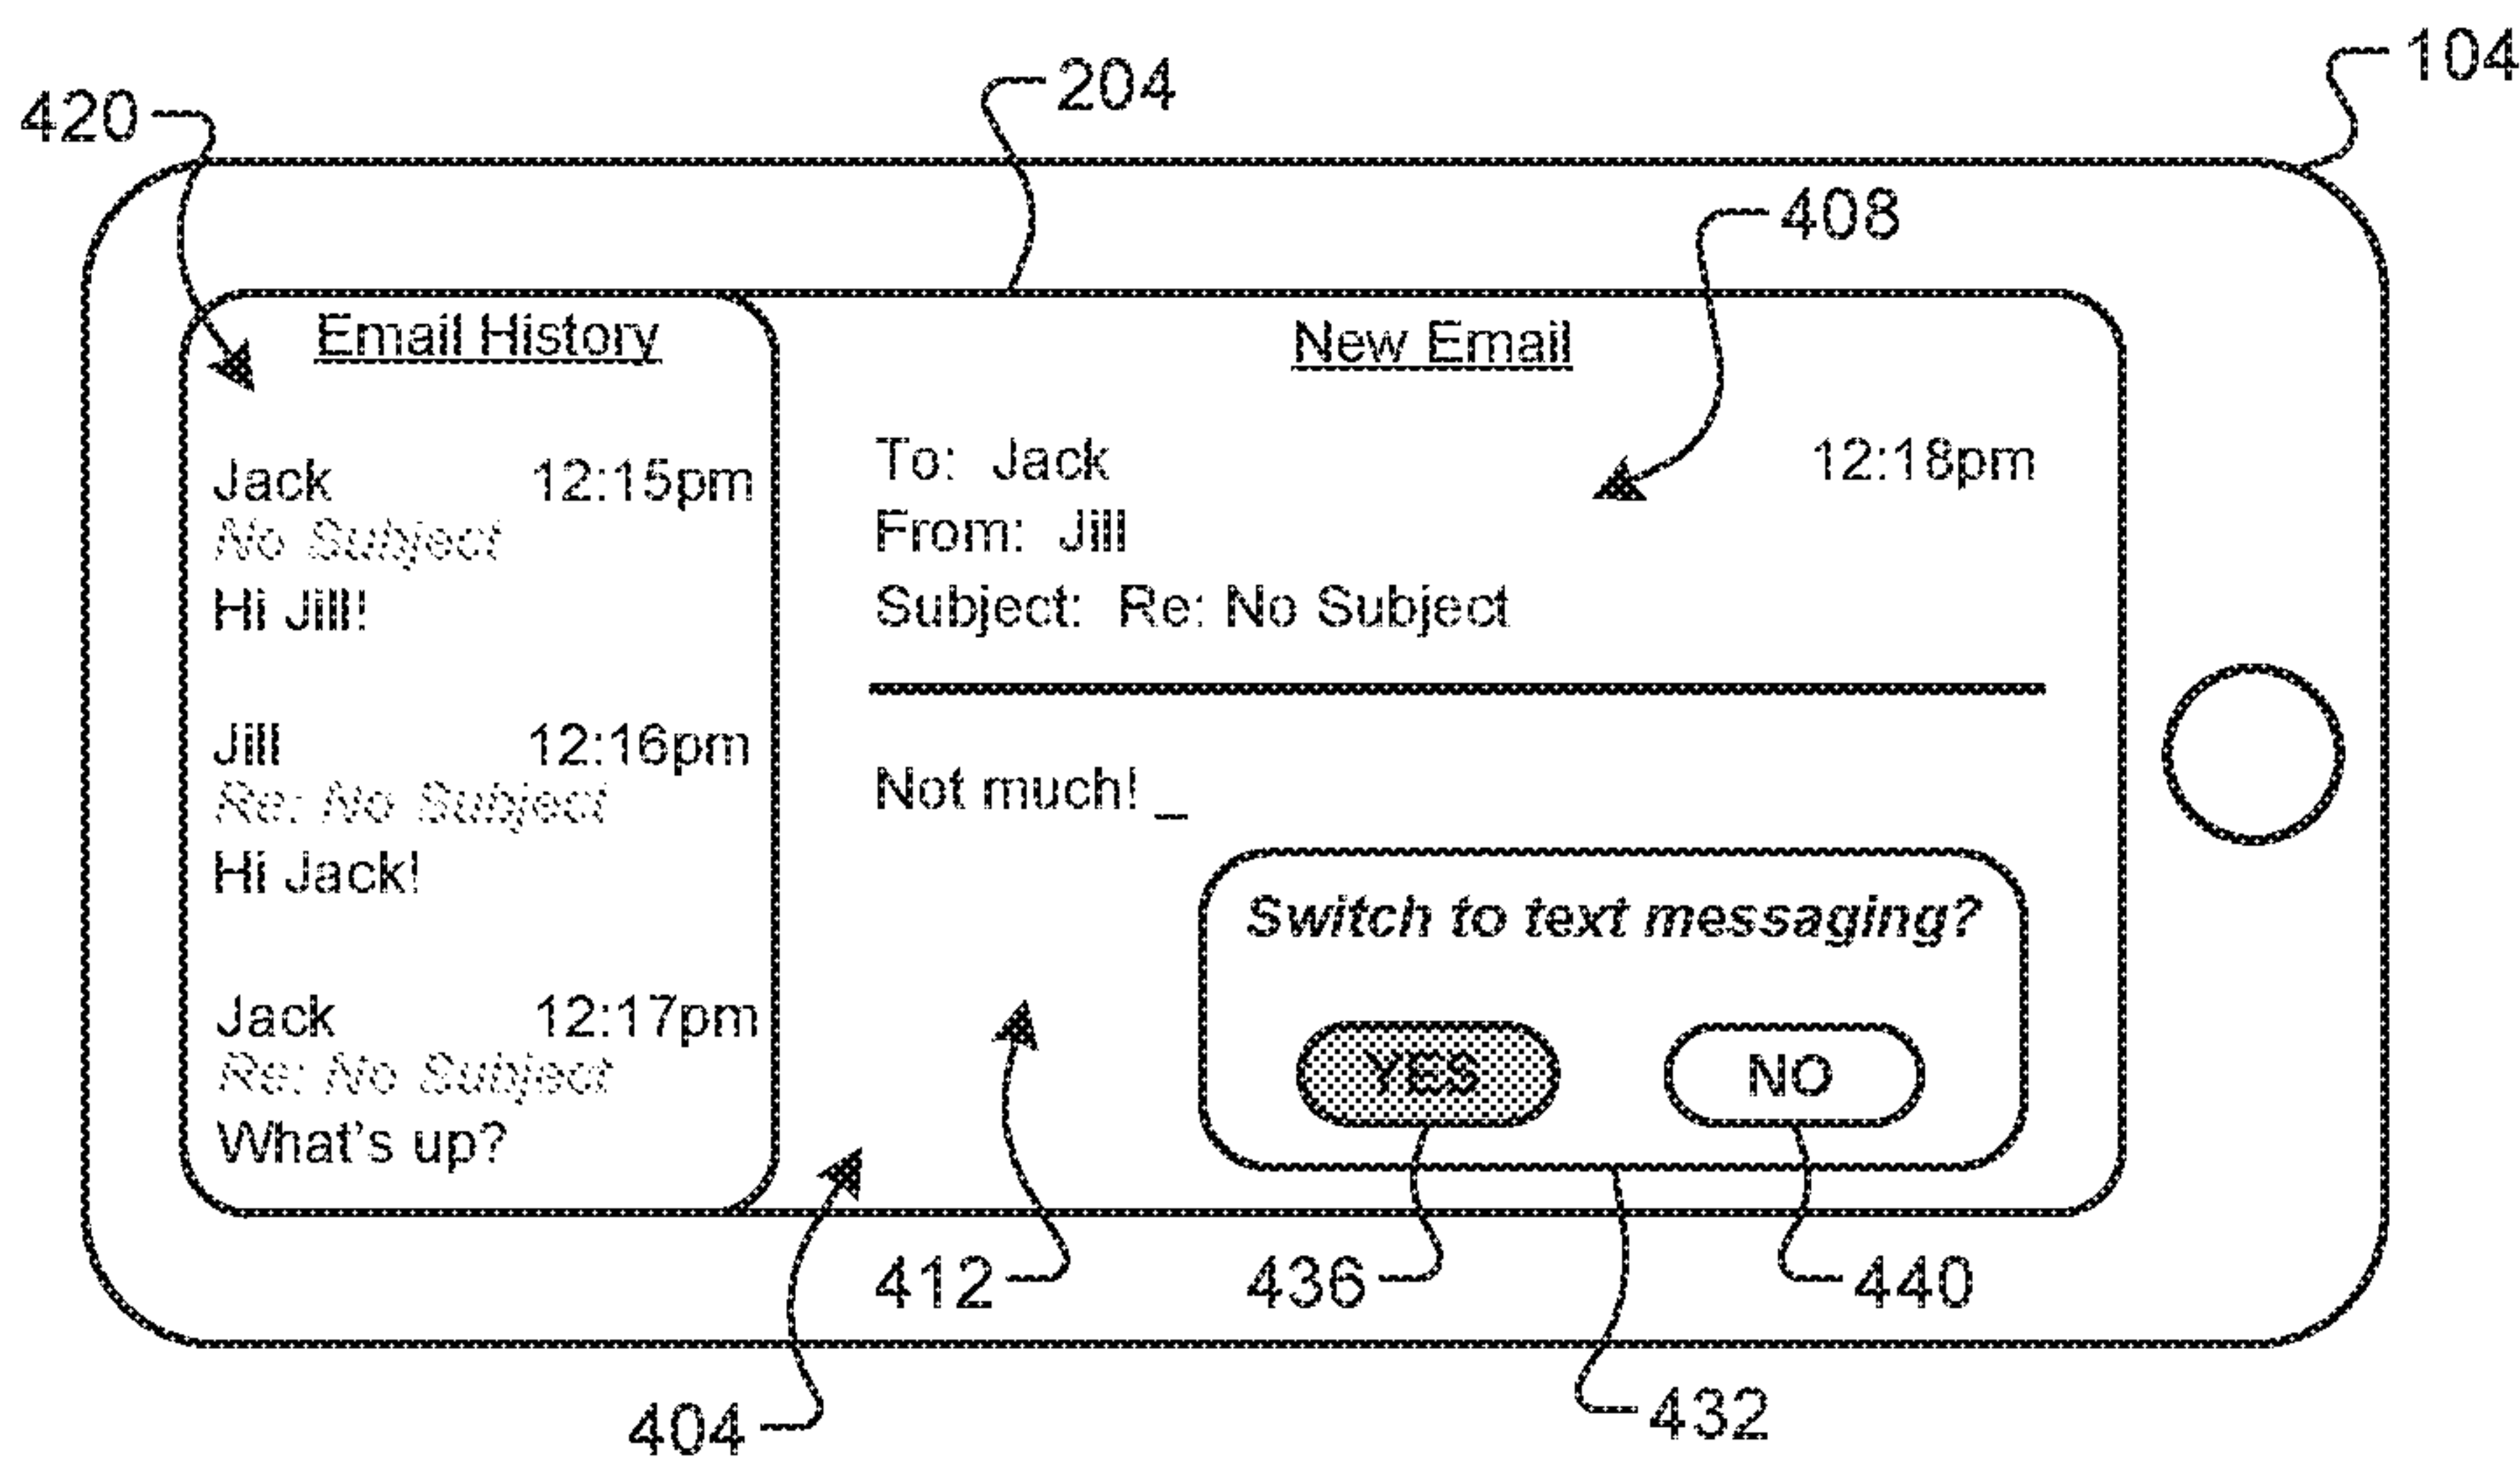 104
204
420
408
Email History
Jack 12:15pm
No Subject
Hi Jill!
Jill 12:16pm
Re: No Subject
Hi Jack!
Jack 12:17pm
Re: No Subject
What's up?
New Email
To: Jack 12:18pm
From: Jill
Subject: Re: No Subject
Not much! _
Switch to text messaging?
YES NO
412 436 440
404 432